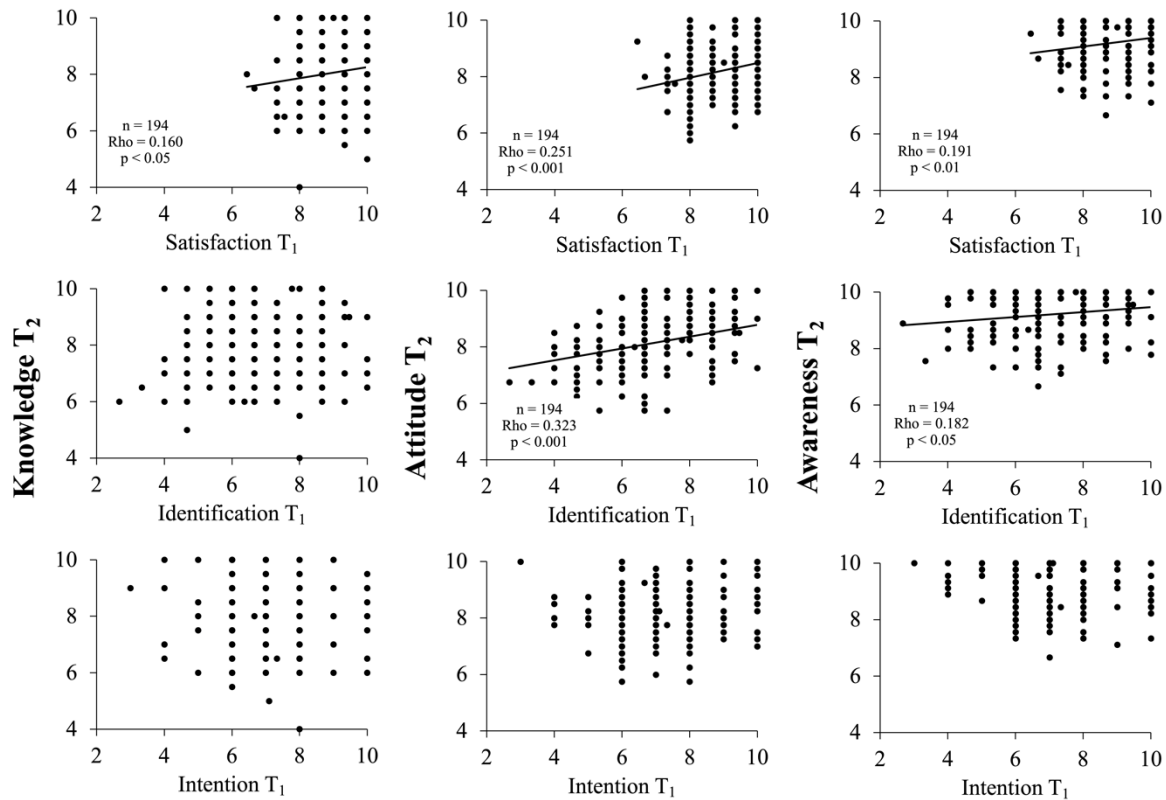 10
8
6
4
n = 194
Rho = 0.160
p < 0.05
2 4 6 8 10
Satisfaction T₁
10
8
6
4
n = 194
Rho = 0.251
p < 0.001
2 4 6 8 10
Satisfaction T₁
10
8
6
4
n = 194
Rho = 0.191
p < 0.01
2 4 6 8 10
Satisfaction T₁
Knowledge T₂
10
8
6
4
2 4 6 8 10
Identification T₁
Attitude T₂
10
8
6
4
n = 194
Rho = 0.323
p < 0.001
2 4 6 8 10
Identification T₁
Awareness T₂
10
8
6
4
n = 194
Rho = 0.182
p < 0.05
2 4 6 8 10
Identification T₁
10
8
6
4
2 4 6 8 10
Intention T₁
10
8
6
4
2 4 6 8 10
Intention T₁
10
8
6
4
2 4 6 8 10
Intention T₁